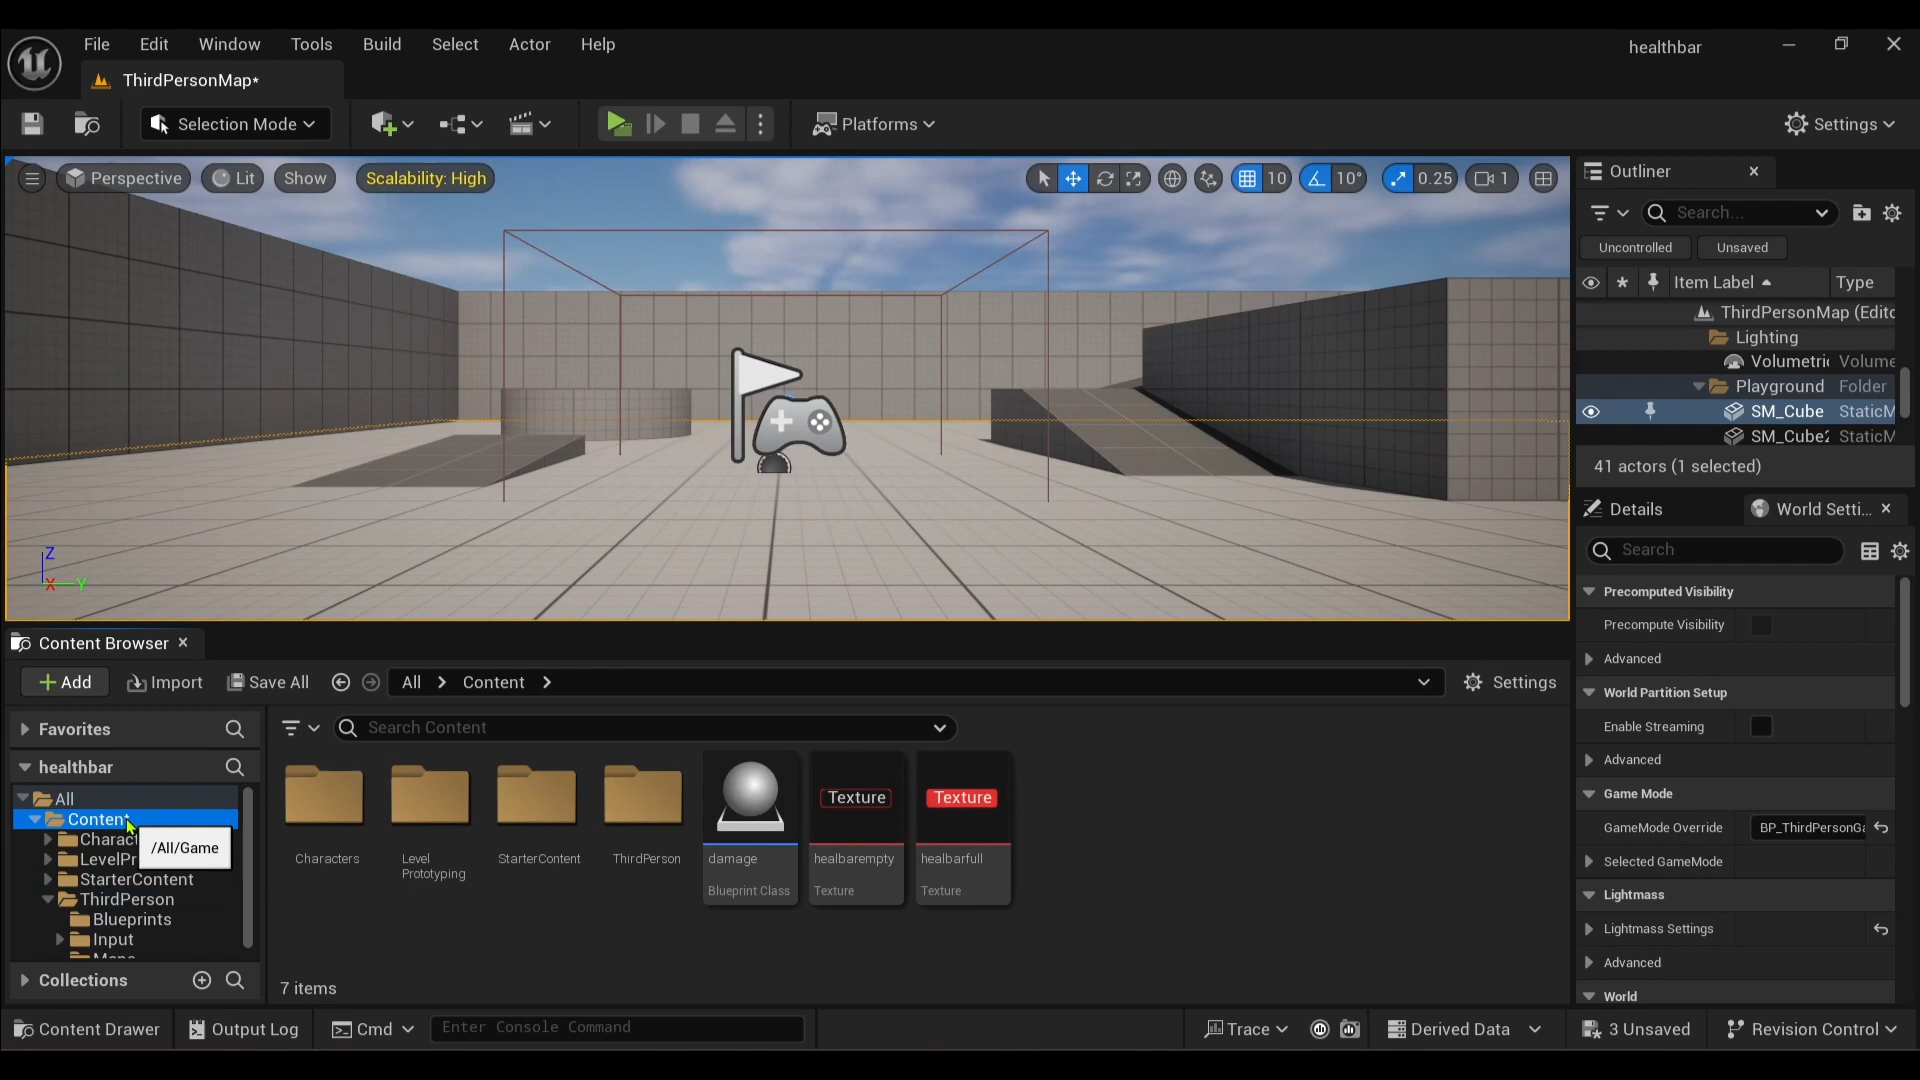 File Edit Window Tools Build Select Actor Help
healthbar
ThirdPersonMap*
Selection Mode
Platforms
Settings
Perspective Lit Show Scalability: High
10 10° 0.25 1
Z
X Y
Outliner
Search...
Uncontrolled Unsaved
Item Label Type
ThirdPersonMap (Edito
Lighting
Volumetri Volume
Playground Folder
SM_Cube StaticM
SM_Cube2 StaticM
41 actors (1 selected)
Details World Setti...
Search
Precomputed Visibility
Precompute Visibility
Advanced
World Partition Setup
Enable Streaming
Advanced
Game Mode
GameMode Override BP_ThirdPersonGa
Selected GameMode
Lightmass
Lightmass Settings
Advanced
World
Content Browser
Add Import Save All All Content Settings
Favorites
Search Content
healthbar
All
Content
Charact
/All/Game
LevelPr
StarterContent
ThirdPerson
Blueprints
Input
Maps
Collections
Characters
Level
Prototyping
StarterContent
ThirdPerson
damage
Blueprint Class
Texture
healbarempty
Texture
Texture
healbarfull
Texture
7 items
Content Drawer Output Log Cmd Enter Console Command Trace Derived Data 3 Unsaved Revision Control